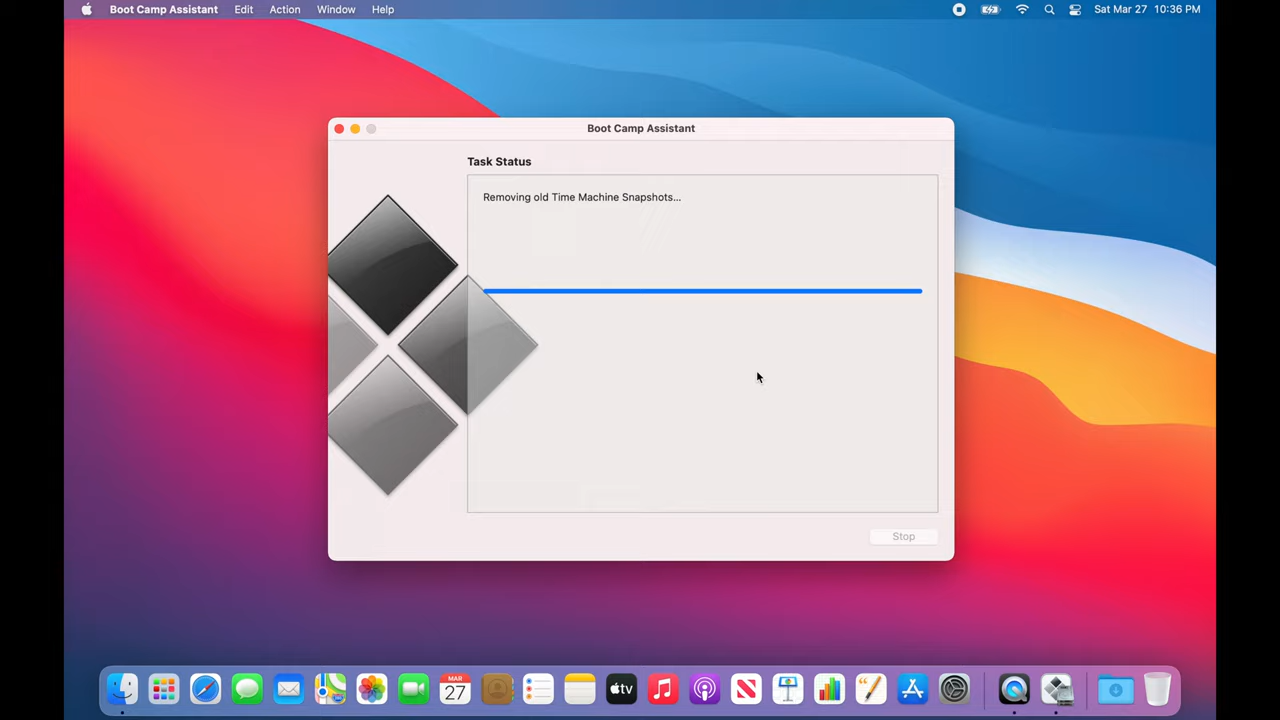 Boot Camp Assistant Edit Action Window Help Sat Mar 27 10:36 PM
Boot Camp Assistant
Task Status
Removing old Time Machine Snapshots...
Stop
MAR
27
tv